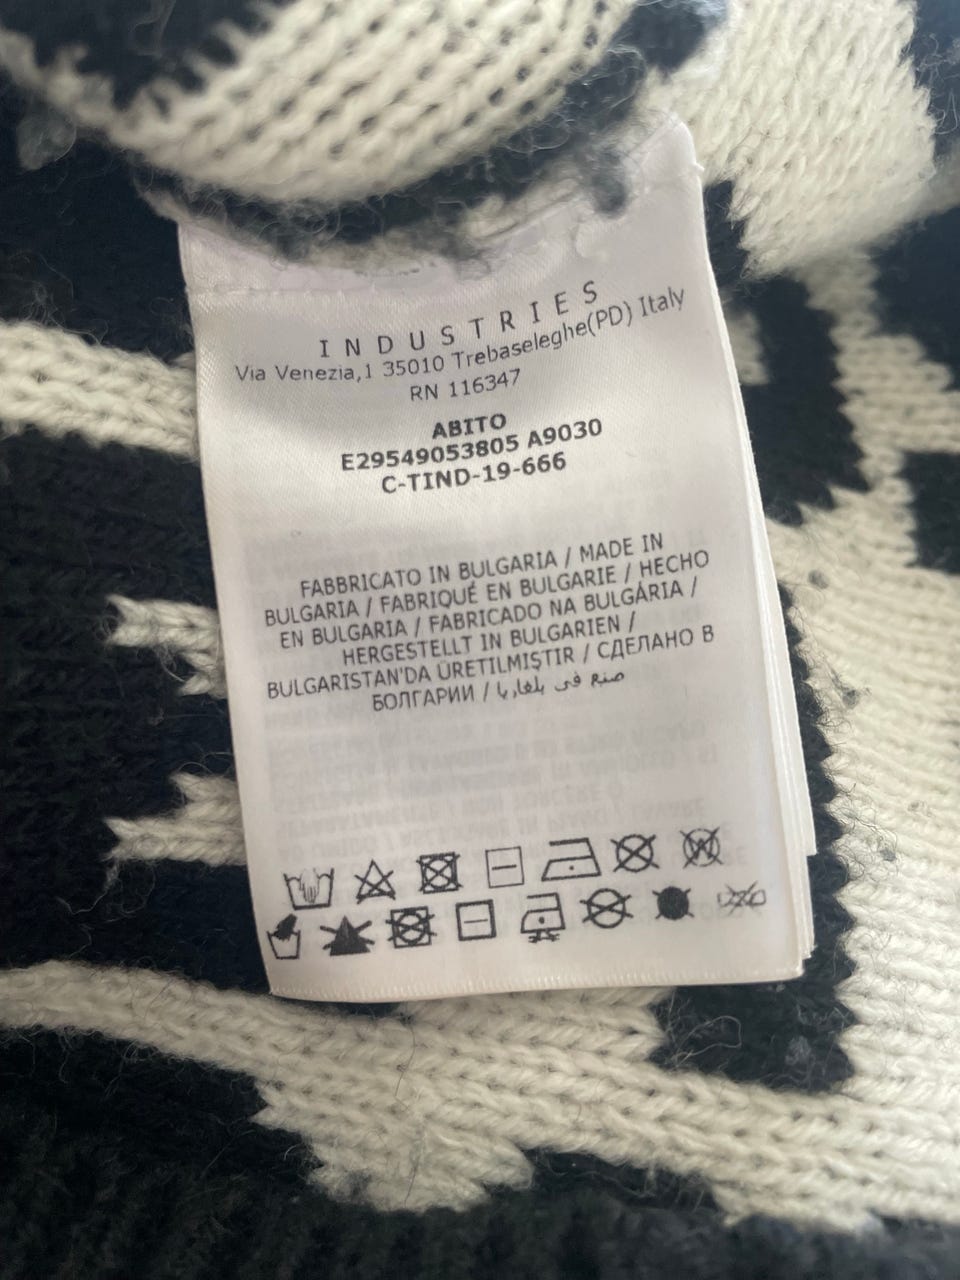 INDUSTRIES
Via Venezia,1 35010 Trebaseleghe(PD) Italy
RN 116347
ABITO
E29549053805 A9030
C-TIND-19-666
FABBRICATO IN BULGARIA / MADE IN
BULGARIA / FABRIQUÉ EN BULGARIE / HECHO
EN BULGARIA / FABRICADO NA BULGÁRIA /
HERGESTELLT IN BULGARIEN /
BULGARISTAN'DA ÜRETILMIŞTIR / СДЕЛАНО В
БОЛГАРИИ / صنع في بلغاريا